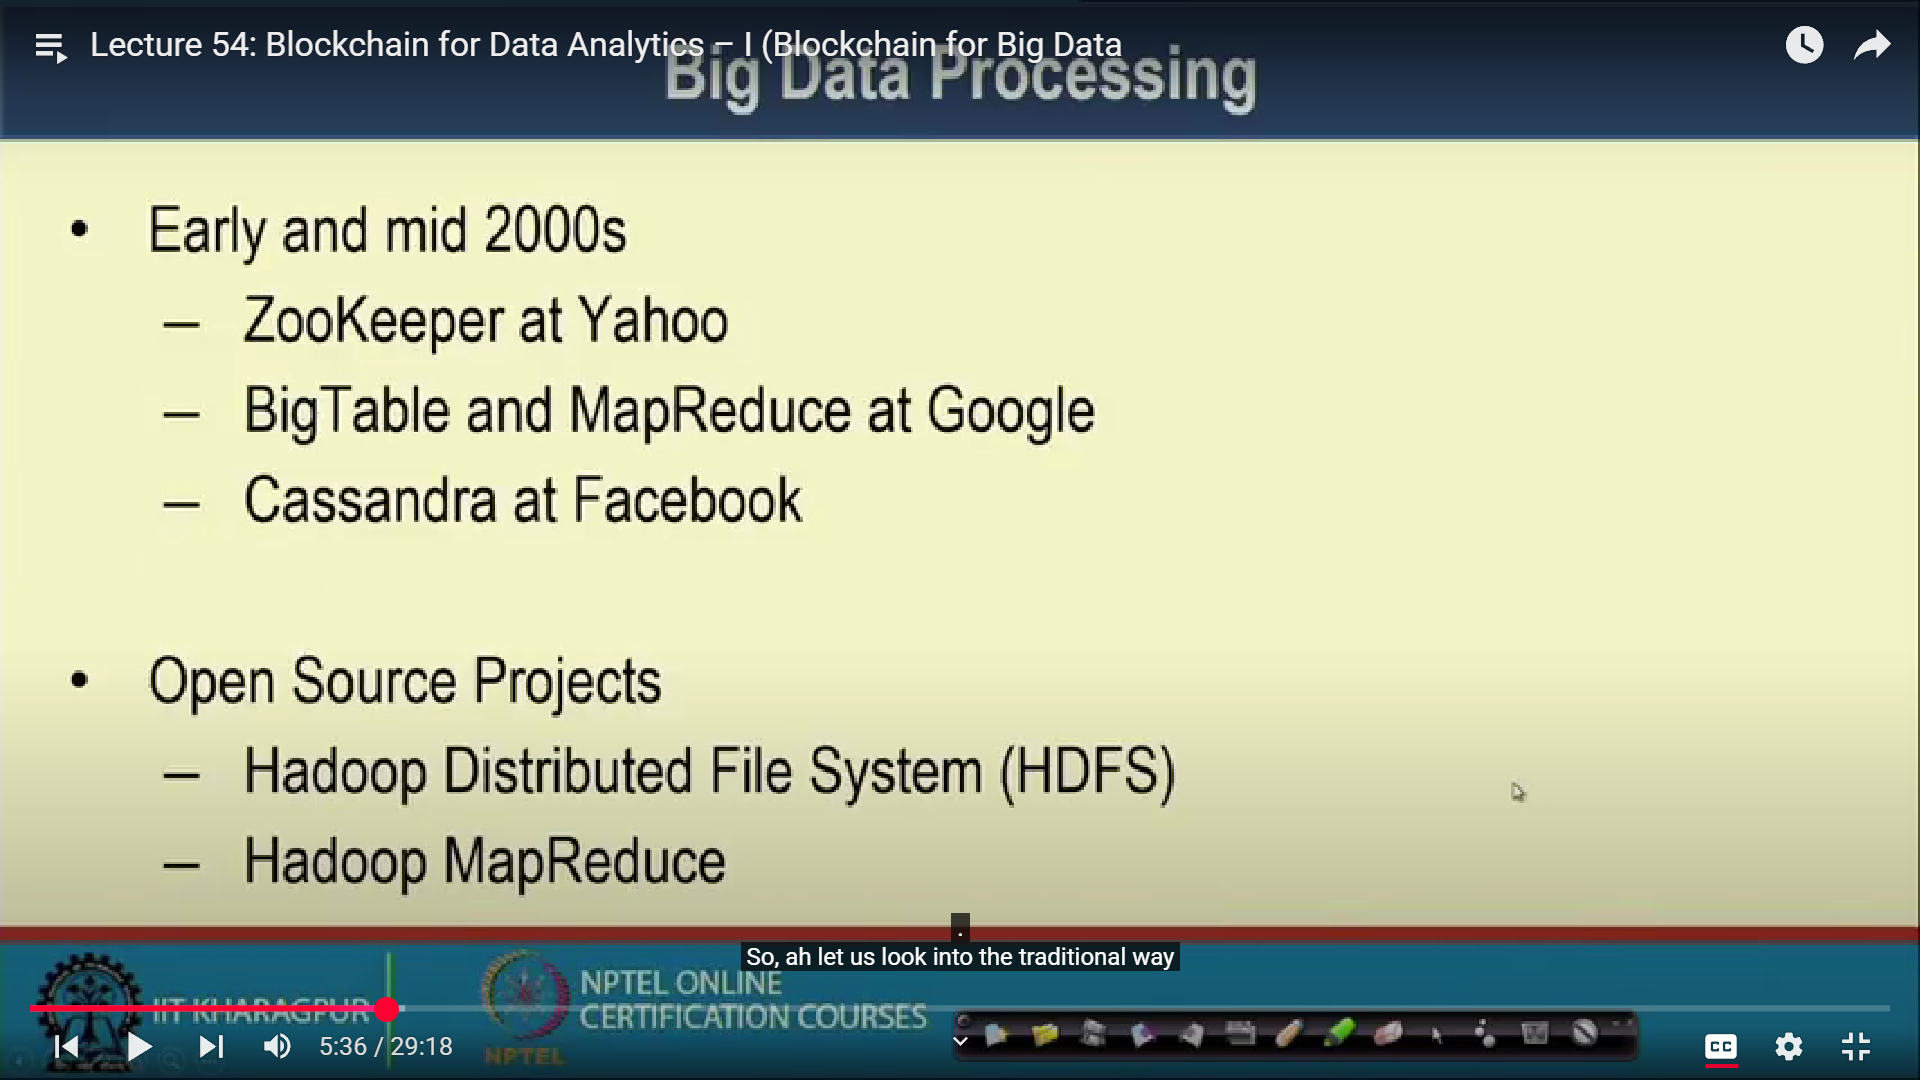 Lecture 54: Blockchain for Data Analytics – I (Blockchain for Big Data
Big Data Processing
• Early and mid 2000s
– ZooKeeper at Yahoo
– BigTable and MapReduce at Google
– Cassandra at Facebook
• Open Source Projects
– Hadoop Distributed File System (HDFS)
– Hadoop MapReduce
.
So, ah let us look into the traditional way
IIT KHARAGPUR
NPTEL ONLINE
CERTIFICATION COURSES
NPTEL
5:36 / 29:18
CC